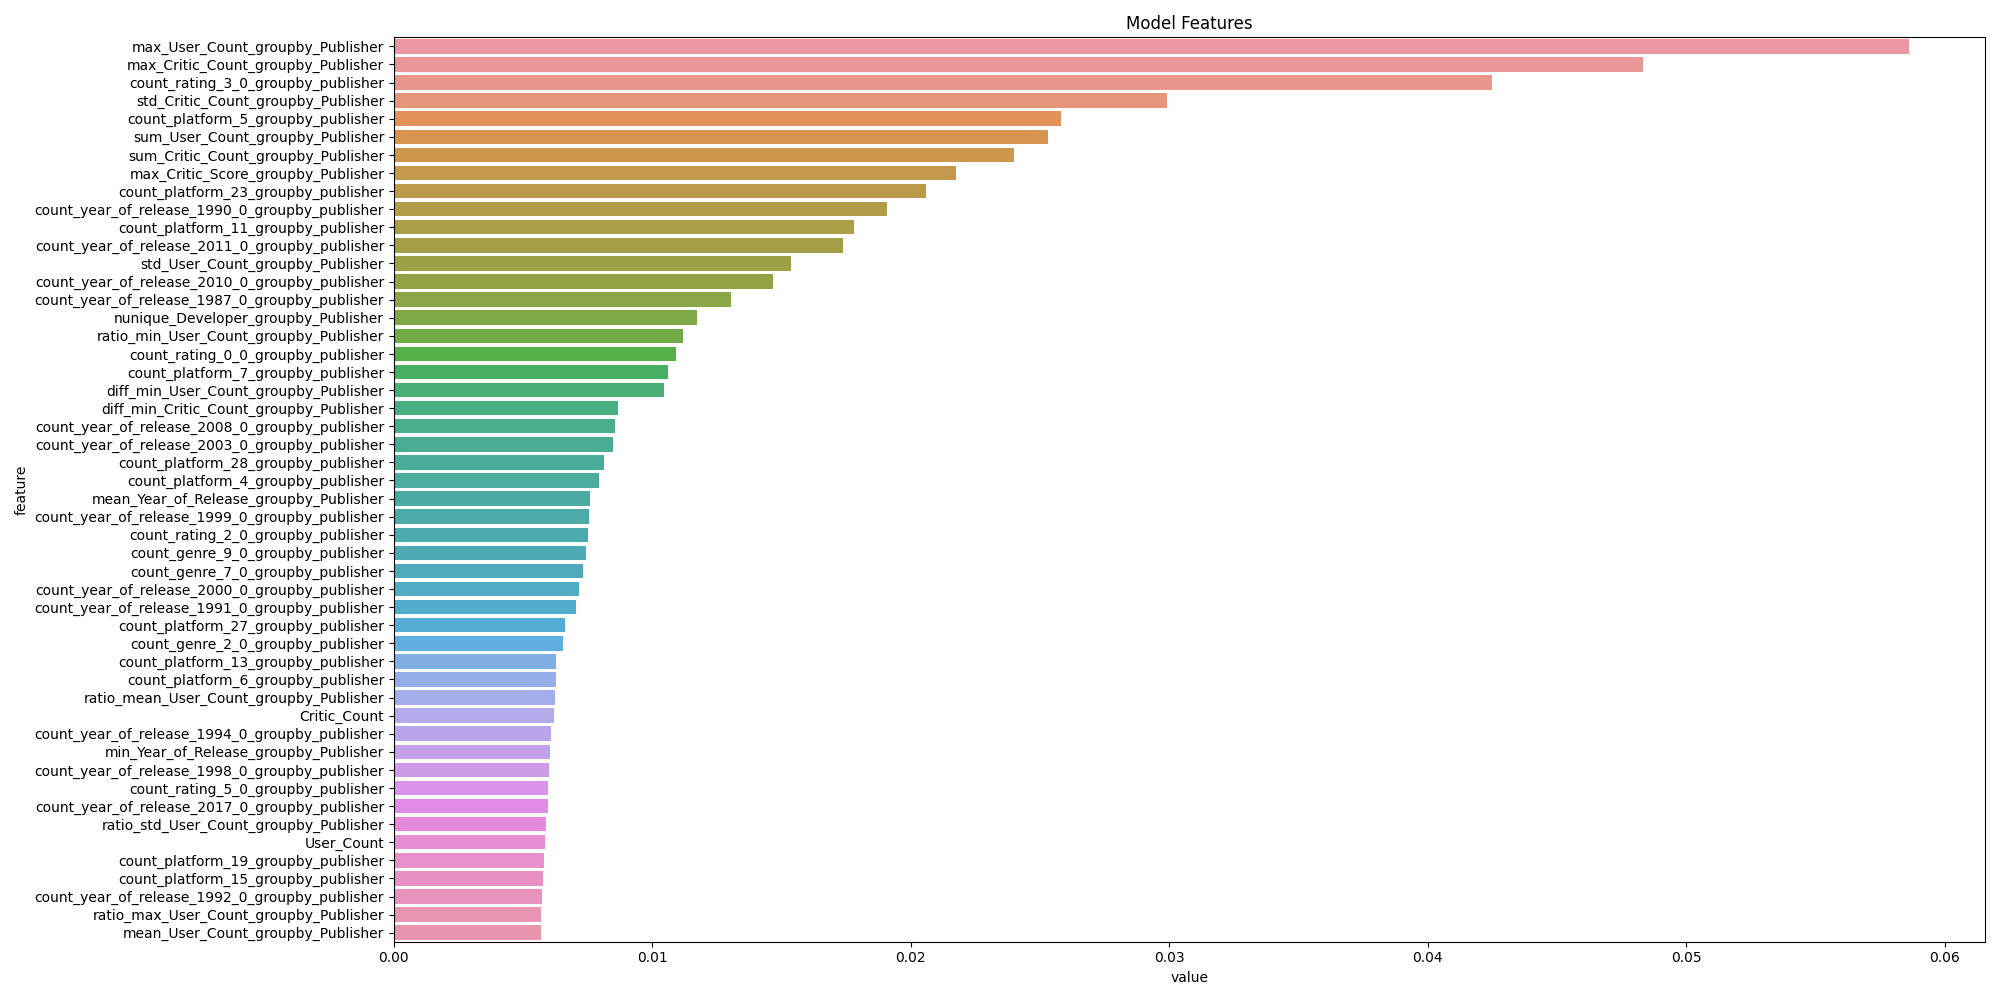 Model Features
max_User_Count_groupby_Publisher
max_Critic_Count_groupby_Publisher
count_rating_3_0_groupby_publisher
std_Critic_Count_groupby_Publisher
count_platform_5_groupby_publisher
sum_User_Count_groupby_Publisher
sum_Critic_Count_groupby_Publisher
max_Critic_Score_groupby_Publisher
count_platform_23_groupby_publisher
count_year_of_release_1990_0_groupby_publisher
count_platform_11_groupby_publisher
count_year_of_release_2011_0_groupby_publisher
std_User_Count_groupby_Publisher
count_year_of_release_2010_0_groupby_publisher
count_year_of_release_1987_0_groupby_publisher
nunique_Developer_groupby_Publisher
ratio_min_User_Count_groupby_Publisher
count_rating_0_0_groupby_publisher
count_platform_7_groupby_publisher
diff_min_User_Count_groupby_Publisher
diff_min_Critic_Count_groupby_Publisher
count_year_of_release_2008_0_groupby_publisher
count_year_of_release_2003_0_groupby_publisher
count_platform_28_groupby_publisher
count_platform_4_groupby_publisher
mean_Year_of_Release_groupby_Publisher
count_year_of_release_1999_0_groupby_publisher
count_rating_2_0_groupby_publisher
count_genre_9_0_groupby_publisher
count_genre_7_0_groupby_publisher
count_year_of_release_2000_0_groupby_publisher
count_year_of_release_1991_0_groupby_publisher
count_platform_27_groupby_publisher
count_genre_2_0_groupby_publisher
count_platform_13_groupby_publisher
count_platform_6_groupby_publisher
ratio_mean_User_Count_groupby_Publisher
Critic_Count
count_year_of_release_1994_0_groupby_publisher
min_Year_of_Release_groupby_Publisher
count_year_of_release_1998_0_groupby_publisher
count_rating_5_0_groupby_publisher
count_year_of_release_2017_0_groupby_publisher
ratio_std_User_Count_groupby_Publisher
User_Count
count_platform_19_groupby_publisher
count_platform_15_groupby_publisher
count_year_of_release_1992_0_groupby_publisher
ratio_max_User_Count_groupby_Publisher
mean_User_Count_groupby_Publisher
feature
0.00 0.01 0.02 0.03 0.04 0.05 0.06
value